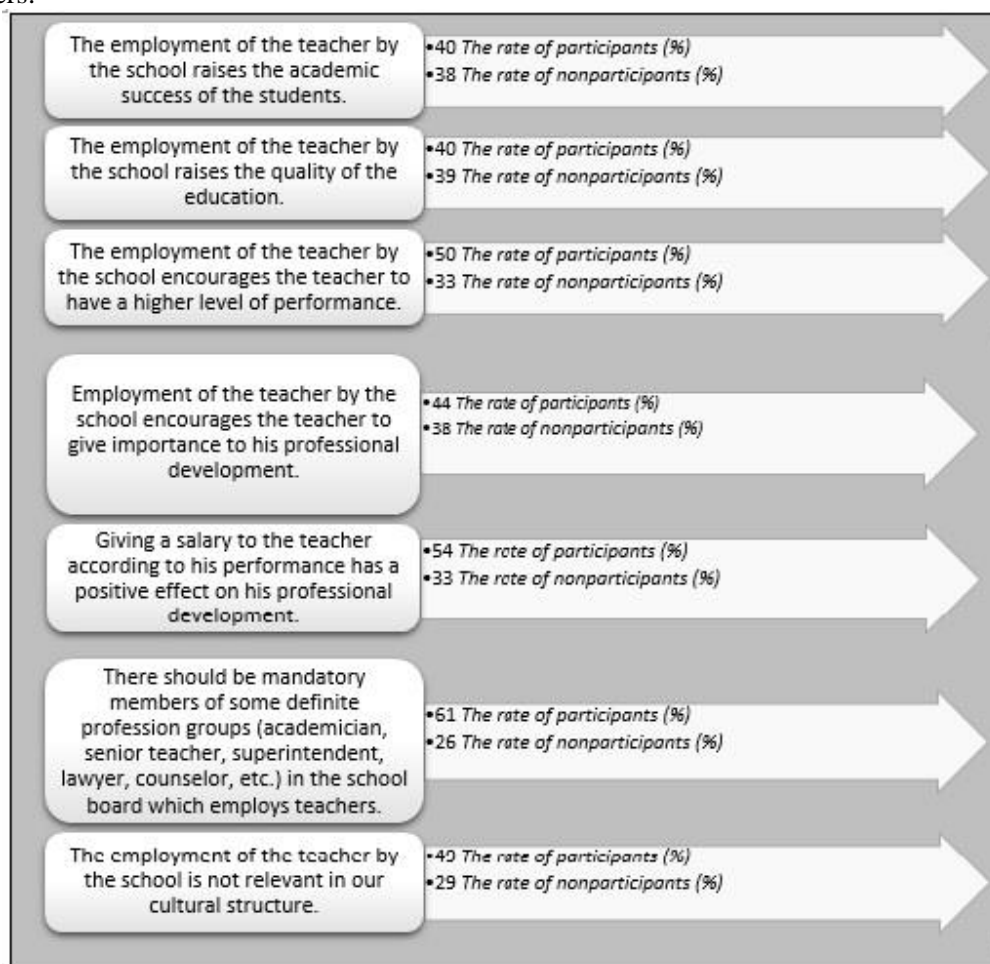 ers.
The employment of the teacher by
the school raises the academic
success of the students.
•40 The rate of participants (%)
•38 The rate of nonparticipants (%)
The employment of the teacher by
the school raises the quality of the
education.
•40 The rate of participants (%)
•39 The rate of nonparticipants (%)
The employment of the teacher by
the school encourages the teacher to
have a higher level of performance.
•50 The rate of participants (%)
•33 The rate of nonparticipants (%)
Employment of the teacher by the
school encourages the teacher to
give importance to his professional
development.
•44 The rate of participants (%)
•38 The rate of nonparticipants (%)
Giving a salary to the teacher
according to his performance has a
positive effect on his professional
development.
•54 The rate of participants (%)
•33 The rate of nonparticipants (%)
There should be mandatory
members of some definite
profession groups (academician,
senior teacher, superintendent,
lawyer, counselor, etc.) in the school
board which employs teachers.
•61 The rate of participants (%)
•26 The rate of nonparticipants (%)
The employment of the teacher by
the school is not relevant in our
cultural structure.
The rate of participants (%)
•29 The rate of nonparticipants (%)